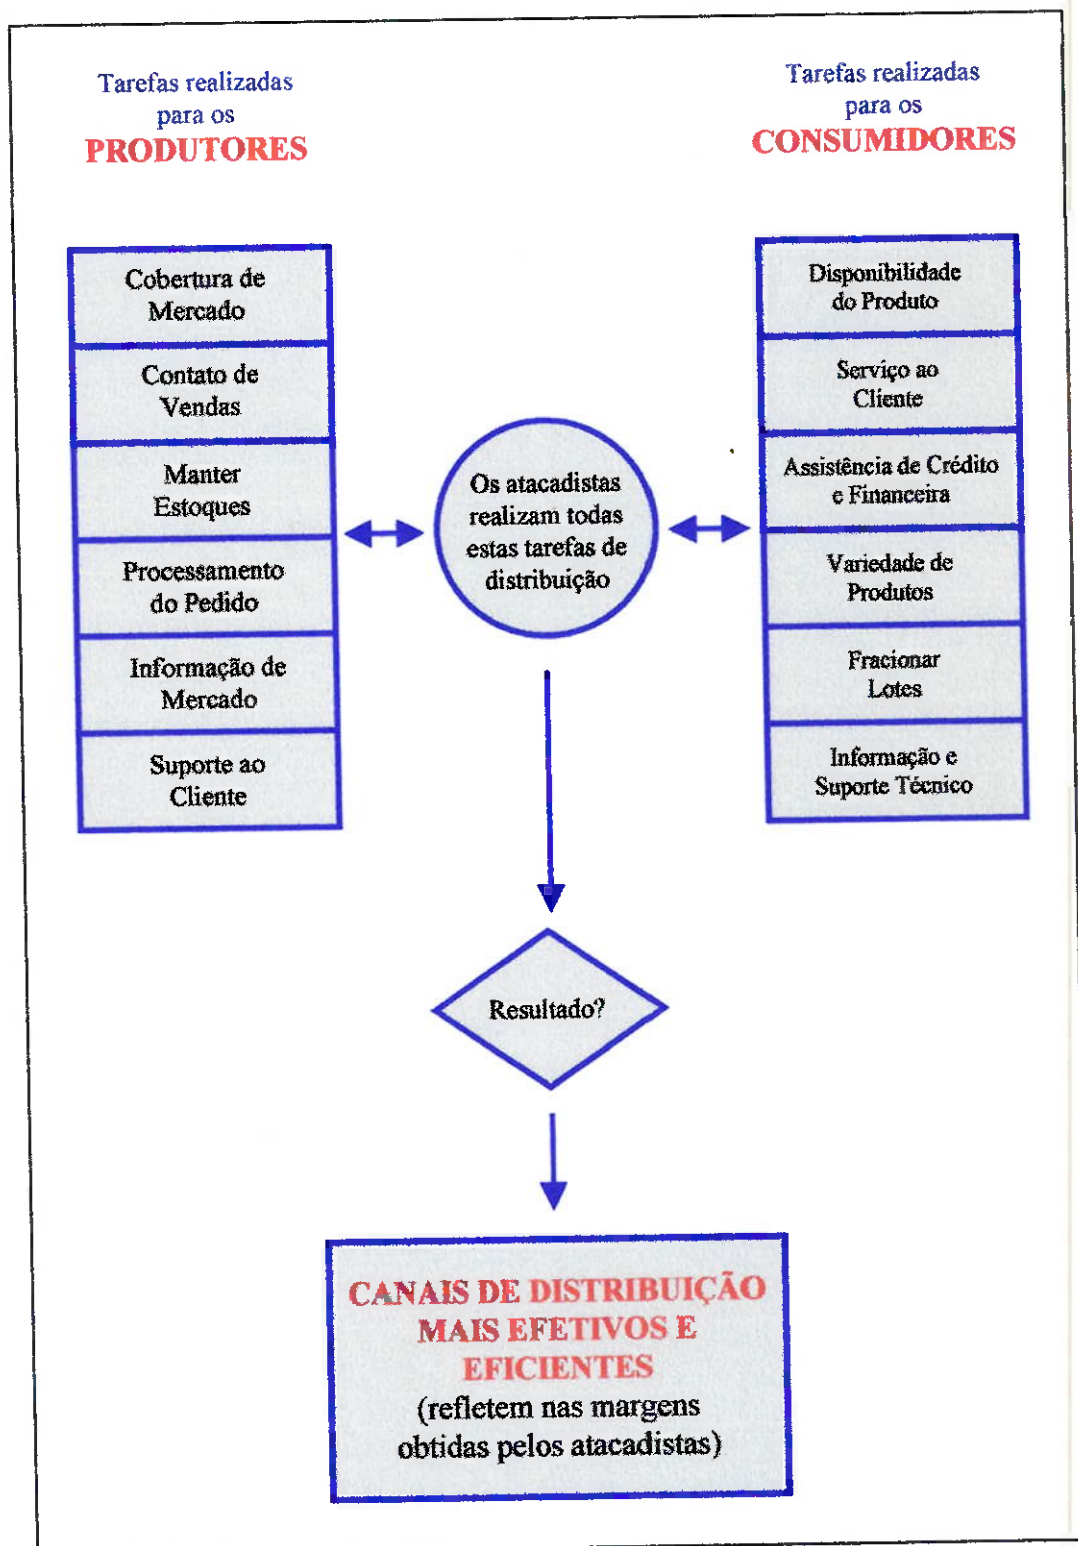 Tarefas realizadas
para os
PRODUTORES
Tarefas realizadas
para os
CONSUMIDORES
Cobertura de
Mercado
Contato de
Vendas
Manter
Estoques
Processamento
do Pedido
Informação de
Mercado
Suporte ao
Cliente
Os atacadistas
realizam todas
estas tarefas de
distribuição
Disponibilidade
do Produto
Serviço ao
Cliente
Assistência de Crédito
e Financeira
Variedade de
Produtos
Fracionar
Lotes
Informação e
Suporte Técnico
Resultado?
CANAIS DE DISTRIBUIÇÃO
MAIS EFETIVOS E
EFICIENTES
(refletem nas margens
obtidas pelos atacadistas)